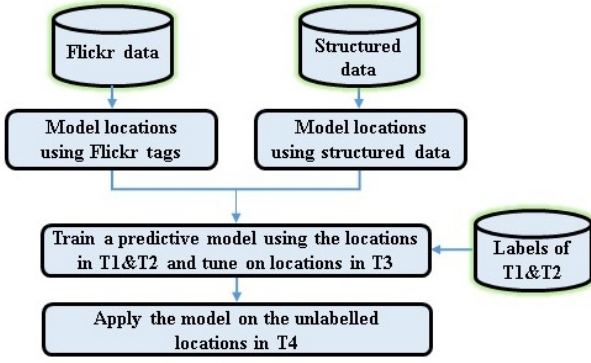 Flickr data
Structured
data
Model locations
using Flickr tags
Model locations
using structured data
Train a predictive model using the locations
in T1&T2 and tune on locations in T3
Labels of
T1&T2
Apply the model on the unlabelled
locations in T4